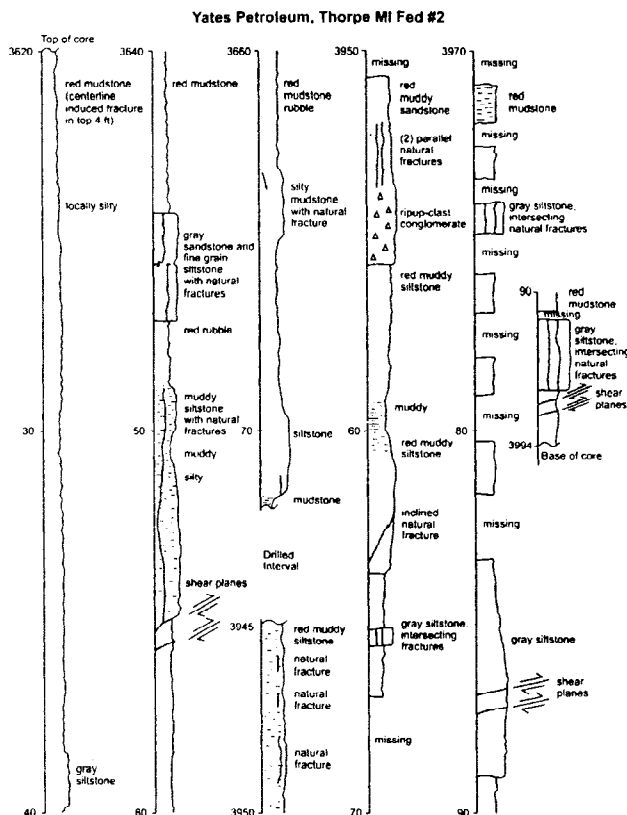 Yates Petroleum, Thorpe MI Fed #2
Top of core
3620
red mudstone
(centerline
induced fracture
in top 4 ft)
locally silty
30
gray
siltstone
40
3640
red mudstone
gray
sandstone and
fine grain
siltstone
with natural
fractures
red rubble
muddy
siltstone
with natural
fractures
50
muddy
silty
shear planes
60
3660
red
mudstone
rubble
silty
mudstone
with natural
fracture
siltstone
70
mudstone
Drilled
Interval
3945
red muddy
siltstone
natural
fracture
natural
fracture
natural
fracture
3950
3950
missing
red
muddy
sandstone
(2) parallel
natural
fractures
ripup-clast
conglomerate
red muddy
siltstone
muddy
60
red muddy
siltstone
inclined
natural
fracture
gray siltstone,
intersecting
fractures
missing
70
3970
missing
red
mudstone
missing
missing
gray siltstone,
intersecting
natural fractures
missing
missing
missing
80
missing
gray siltstone
shear
planes
90
90
red
mudstone
missing
gray
siltstone,
intersecting
natural
fractures
shear
planes
3994
Base of core